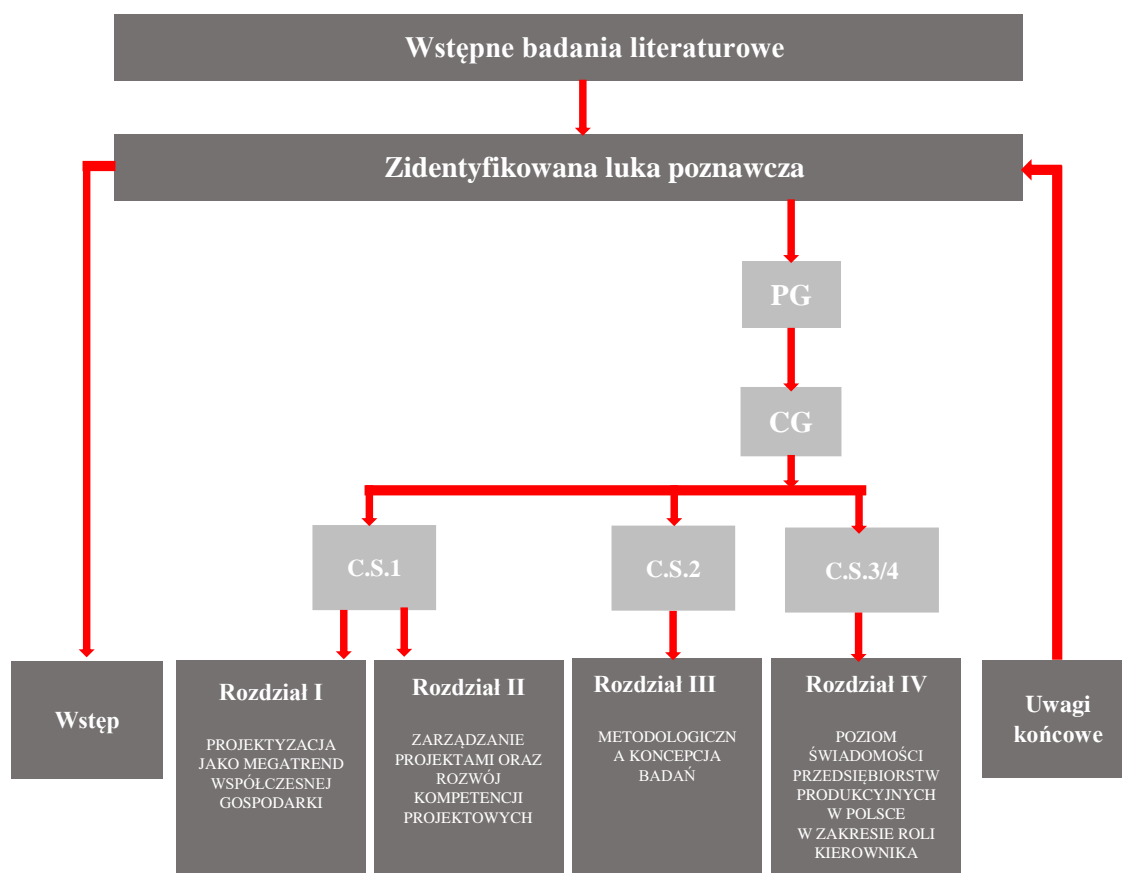 Wstępne badania literaturowe
Zidentyfikowana luka poznawcza
PG
CG
C.S.1
C.S.2
C.S.3/4
Wstęp
Rozdział I
PROJEKTYZACJA
JAKO MEGATREND
WSPÓŁCZESNEJ
GOSPODARKI
Rozdział II
ZARZĄDZANIE
PROJEKTAMI ORAZ
ROZWÓJ
KOMPETENCJI
PROJEKTOWYCH
Rozdział III
METODOLOGICZN
A KONCEPCJA
BADAŃ
Rozdział IV
POZIOM
ŚWIADOMOŚCI
PRZEDSIĘBIORSTW
PRODUKCYJNYCH
W POLSCE
W ZAKRESIE ROLI
KIEROWNIKA
Uwagi
końcowe